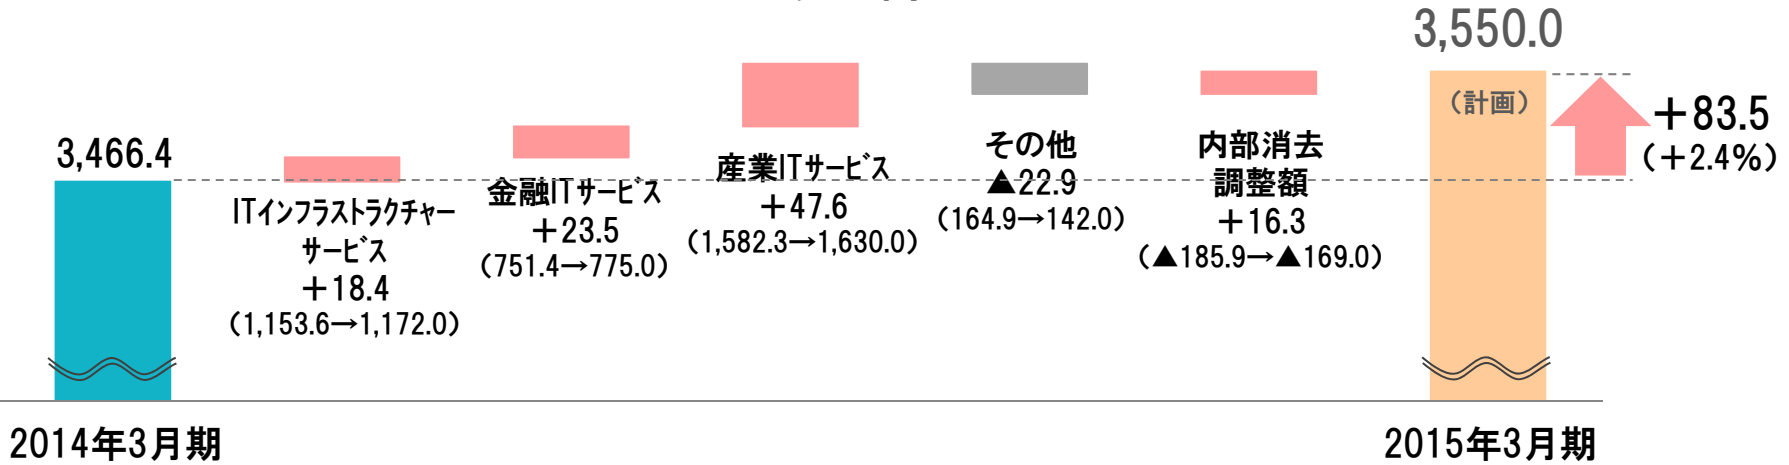 3,466.4
2014年3月期
ITインフラストラクチャー
サービス
＋18.4
（1,153.6→1,172.0）
金融ITサービス
＋23.5
（751.4→775.0）
産業ITサービス
＋47.6
（1,582.3→1,630.0）
その他
▲22.9
（164.9→142.0）
内部消去
調整額
＋16.3
（▲185.9→▲169.0）
3,550.0
（計画）
2015年3月期
＋83.5
（＋2.4%）